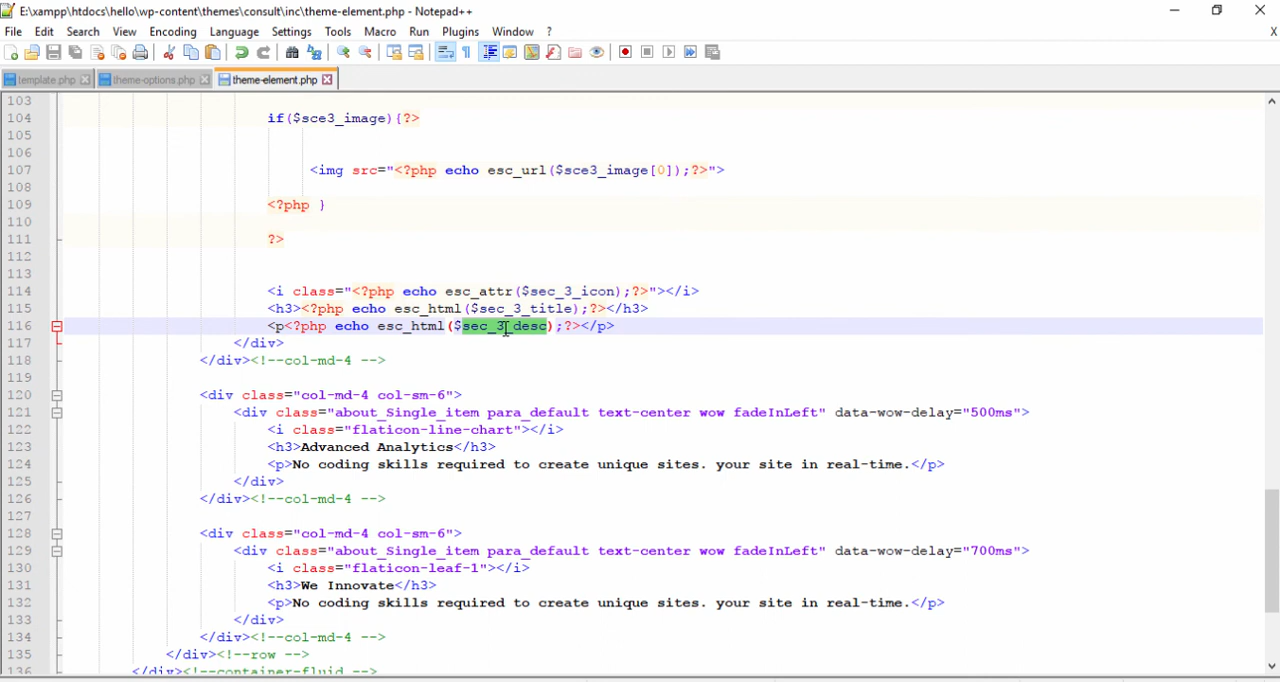 E:\xampp\htdocs\hello\wp-content\themes\consult\inc\theme-element.php - Notepad++
File Edit Search View Encoding Language Settings Tools Macro Run Plugins Window ? X
template.php theme-options.php theme-element.php
103
104 if($sce3_image){?>
105
106
107 <img src="<?php echo esc_url($sce3_image[0]);?>">
108
109 <?php }
110
111 ?>
112
113
114 <i class="<?php echo esc_attr($sec_3_icon);?>"></i>
115 <h3><?php echo esc_html($sec_3_title);?></h3>
116 <p<?php echo esc_html($sec_3_desc);?></p>
117 </div>
118 </div><!--col-md-4 -->
119
120 <div class="col-md-4 col-sm-6">
121 <div class="about_Single_item para_default text-center wow fadeInLeft" data-wow-delay="500ms">
122 <i class="flaticon-line-chart"></i>
123 <h3>Advanced Analytics</h3>
124 <p>No coding skills required to create unique sites. your site in real-time.</p>
125 </div>
126 </div><!--col-md-4 -->
127
128 <div class="col-md-4 col-sm-6">
129 <div class="about_Single_item para_default text-center wow fadeInLeft" data-wow-delay="700ms">
130 <i class="flaticon-leaf-1"></i>
131 <h3>We Innovate</h3>
132 <p>No coding skills required to create unique sites. your site in real-time.</p>
133 </div>
134 </div><!--col-md-4 -->
135 </div><!--row -->
136 </div><!--container-fluid -->